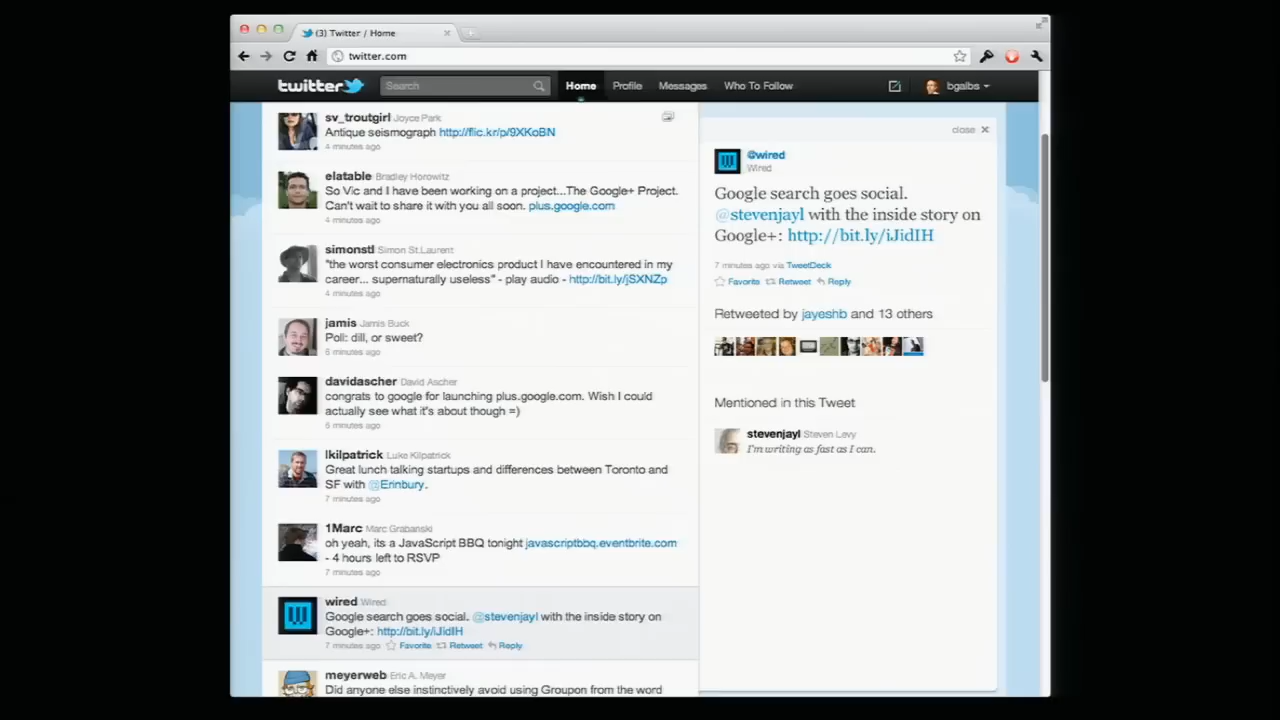 (3) Twitter / Home
twitter.com
twitter
Search
Home
Profile
Messages
Who To Follow
bgalbs
sv_troutgirl Joyce Park
Antique seismograph http://flic.kr/p/9XKoBN
4 minutes ago
elatable Bradley Horowitz
So Vic and I have been working on a project...The Google+ Project.
Can't wait to share it with you all soon. plus.google.com
4 minutes ago
simonstl Simon St.Laurent
"the worst consumer electronics product I have encountered in my
career... supernaturally useless" - play audio - http://bit.ly/jSXNZp
4 minutes ago
jamis Jamis Buck
Poll: dill, or sweet?
6 minutes ago
davidascher David Ascher
congrats to google for launching plus.google.com. Wish I could
actually see what it's about though =)
6 minutes ago
lkilpatrick Luke Kilpatrick
Great lunch talking startups and differences between Toronto and
SF with @Erinbury.
7 minutes ago
1Marc Marc Grabanski
oh yeah, its a JavaScript BBQ tonight javascriptbbq.eventbrite.com
- 4 hours left to RSVP
7 minutes ago
wired Wired
Google search goes social. @stevenjayl with the inside story on
Google+: http://bit.ly/iJidIH
7 minutes ago Favorite Retweet Reply
meyerweb Eric A. Meyer
Did anyone else instinctively avoid using Groupon from the word
close
@wired
Wired
Google search goes social.
@stevenjayl with the inside story on
Google+: http://bit.ly/iJidIH
7 minutes ago via TweetDeck
Favorite Retweet Reply
Retweeted by jayeshb and 13 others
Mentioned in this Tweet
stevenjayl Steven Levy
I'm writing as fast as I can.